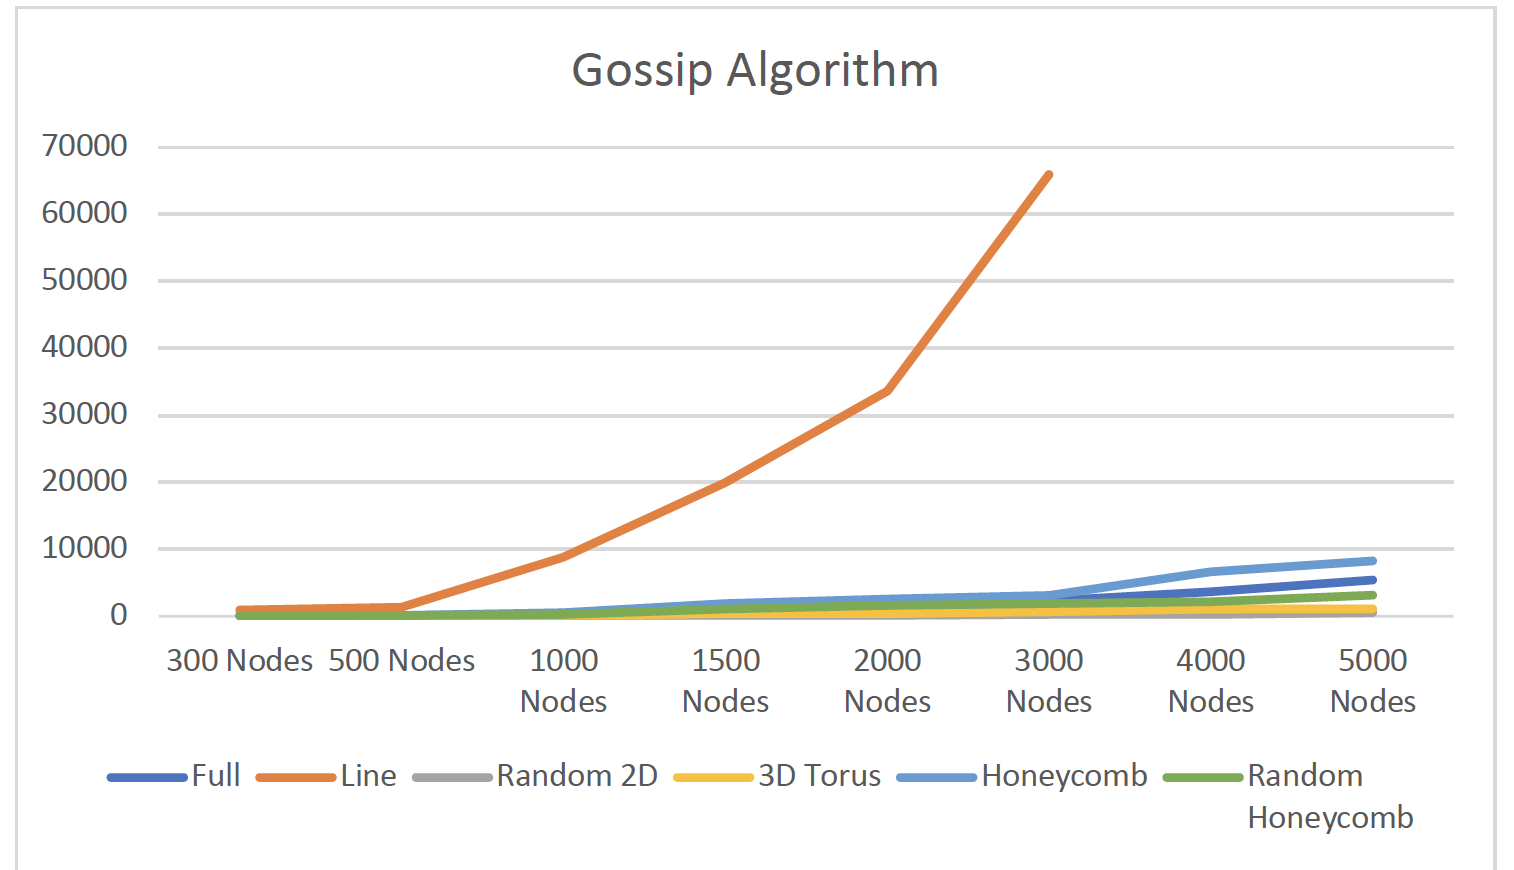 Gossip Algorithm
70000
60000
50000
40000
30000
20000
10000
0
300 Nodes 500 Nodes 1000 1500 2000 3000 4000 5000
Nodes Nodes Nodes Nodes Nodes Nodes
Full Line Random 2D 3D Torus Honeycomb Random
Honeycomb